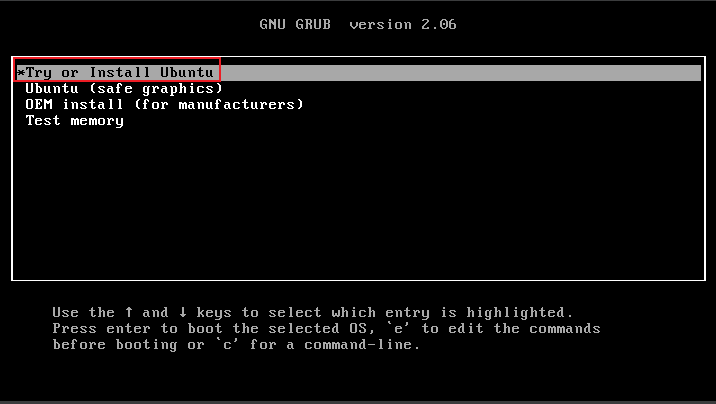 GNU GRUB  version 2.06
*Try or Install Ubuntu
Ubuntu (safe graphics)
OEM install (for manufacturers)
Test memory
Use the ↑ and ↓ keys to select which entry is highlighted.
Press enter to boot the selected OS, `e' to edit the commands
before booting or `c' for a command-line.